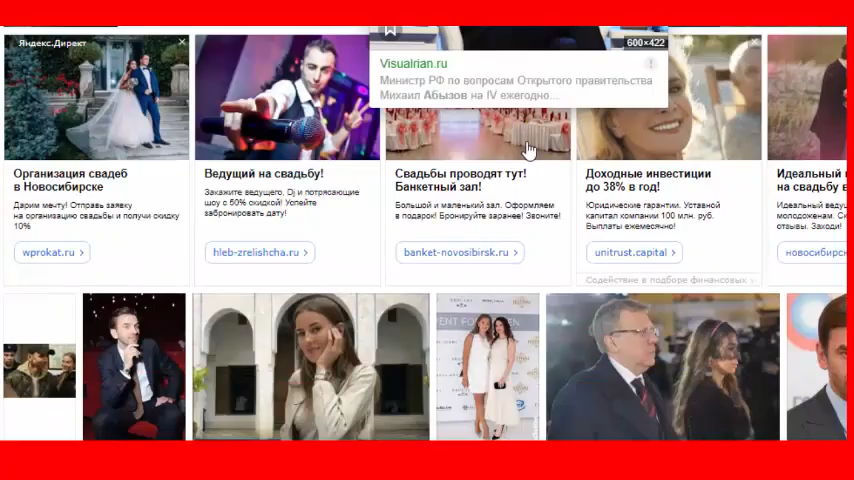 Яндекс.Директ
600×422
Visualrian.ru
Министр РФ по вопросам Открытого правительства
Михаил Абызов на IV ежегодно...
Организация свадеб
в Новосибирске
Дарим мечту! Отправь заявку
на организацию свадьбы и получи скидку
10%
wprokat.ru
Ведущий на свадьбу!
Закажите ведущего, Dj и потрясающие
шоу с 50% скидкой! Успейте
забронировать дату!
hleb-zrelishcha.ru
Свадьбы проводят тут!
Банкетный зал!
Большой и маленький зал. Оформляем
в подарок! Бронируйте заранее! Звоните!
banket-novosibirsk.ru
Доходные инвестиции
до 38% в год!
Юридические гарантии. Уставной
капитал компании 100 млн. руб.
Выплаты ежемесячно!
unitrust.capital
Содействие в подборе финансовых
Идеальный
на свадьбу в
Идеальный веду
молодоженам. Ск
отзывы. Заходи!
новосибирск